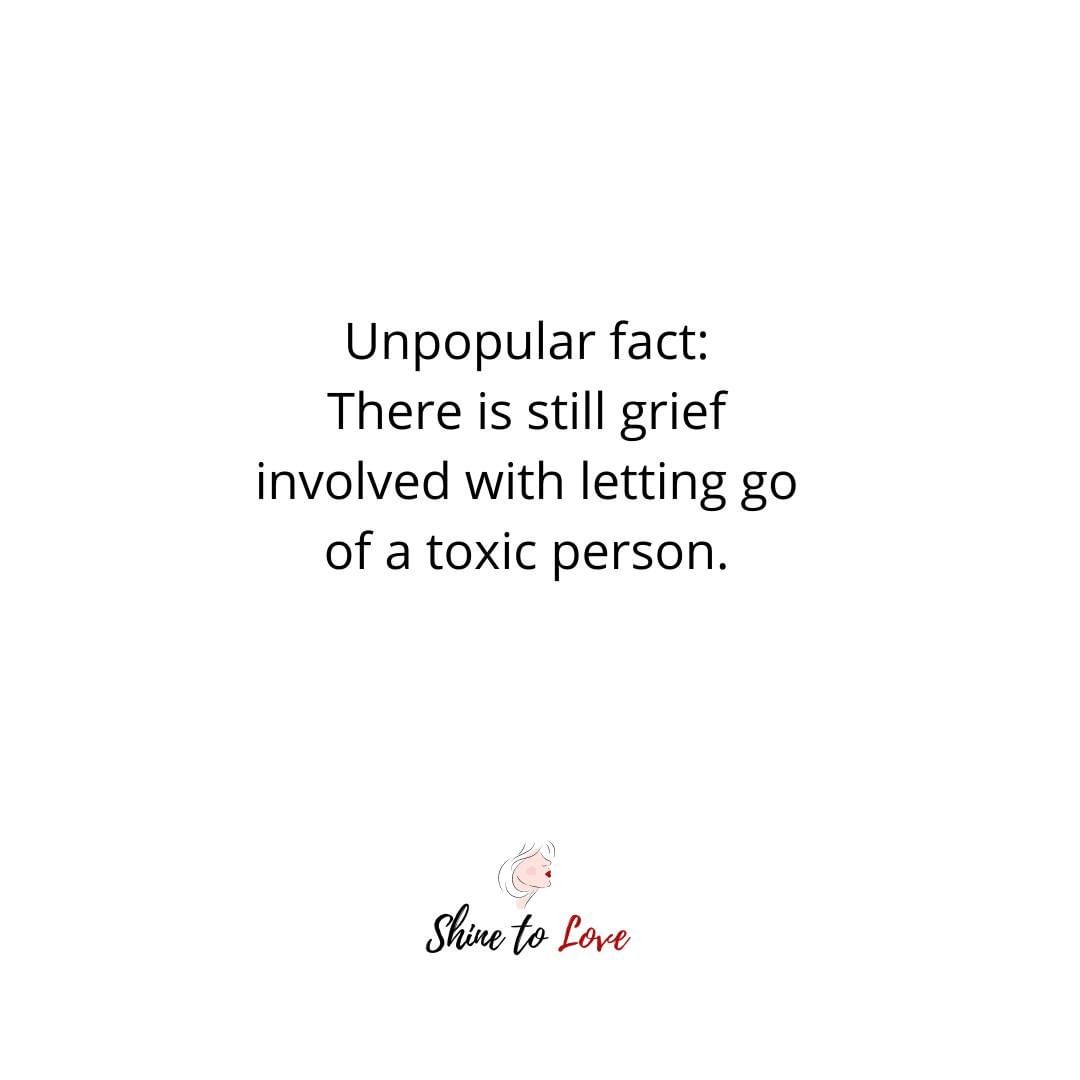 Unpopular fact:
There is still grief
involved with letting go
of a toxic person.
Shine to Love